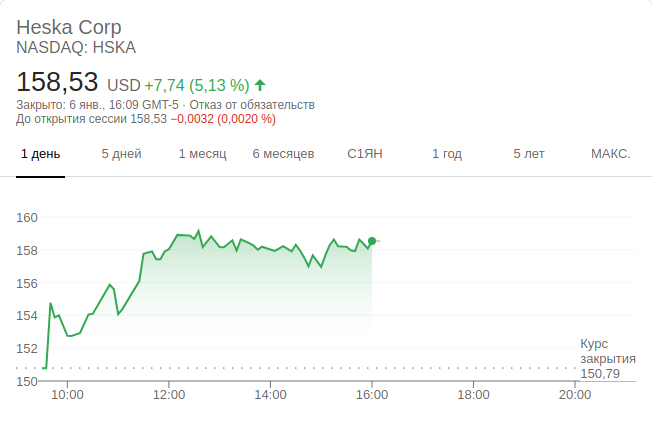 Heska Corp
NASDAQ: HSKA
158,53 USD +7,74 (5,13 %)
Закрыто: 6 янв., 16:09 GMT-5 · Отказ от обязательств
До открытия сессии 158,53 −0,0032 (0,0020 %)
1 день 5 дней 1 месяц 6 месяцев С1ЯН 1 год 5 лет МАКС.
160
158
156
154
152
150
Курс
закрытия
150,79
10:00 12:00 14:00 16:00 18:00 20:00